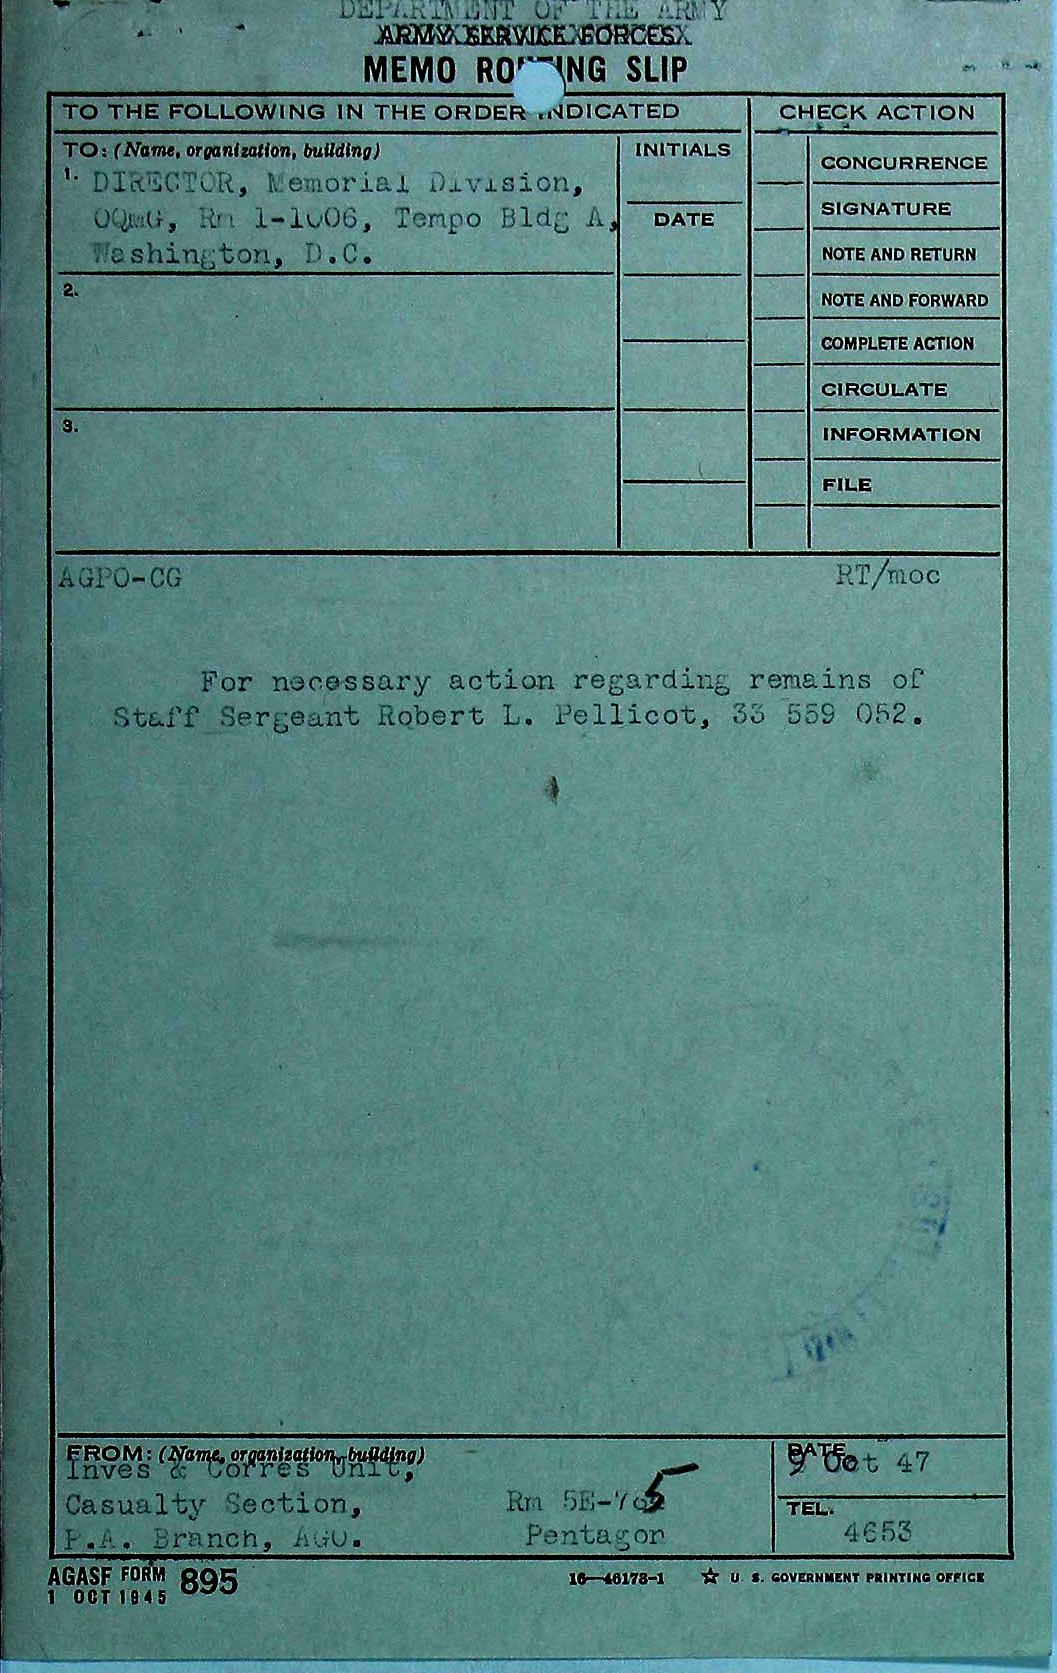 DEPARTMENT OF THE ARMY
ARMY SERVICE FORCES
MEMO ROUTING SLIP
TO THE FOLLOWING IN THE ORDER INDICATED
CHECK ACTION
TO: (Name, organization, building)
INITIALS
CONCURRENCE
1. DIRECTOR, Memorial Division,
SIGNATURE
OQMG, Rm 1-1006, Tempo Bldg A,
DATE
Washington, D.C.
NOTE AND RETURN
2.
NOTE AND FORWARD
COMPLETE ACTION
CIRCULATE
3.
INFORMATION
FILE
AGPO-CG
RT/moc
For necessary action regarding remains of
Staff Sergeant Robert L. Pellicot, 33 559 052.
FROM: (Name, organization, building)
DATE
Inves & Corres Unit,
9 Oct 47
Casualty Section,
Rm 5E-765
TEL.
P.A. Branch, AGO.
Pentagon
4653
AGASF FORM 895
1 OCT 1945
16—46173-1 ☆ U. S. GOVERNMENT PRINTING OFFICE